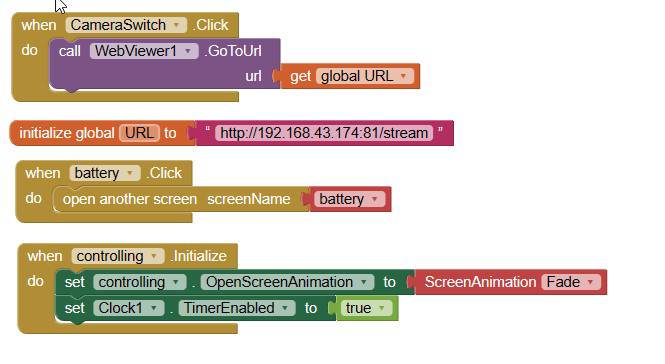 when CameraSwitch .Click
do call WebViewer1 .GoToUrl
url get global URL
initialize global URL to " http://192.168.43.174:81/stream "
when battery .Click
do open another screen screenName battery
when controlling .Initialize
do set controlling . OpenScreenAnimation to ScreenAnimation Fade
set Clock1 . TimerEnabled to true